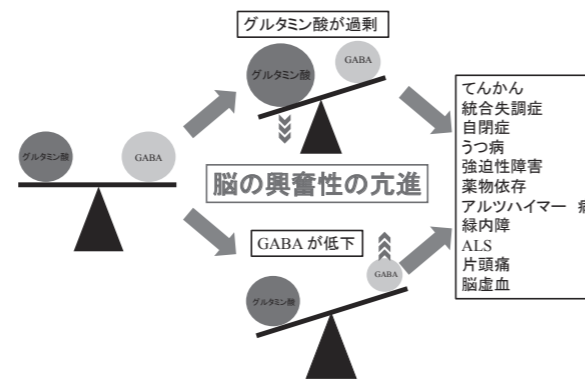 グルタミン酸が過剰
グルタミン酸
GABA
グルタミン酸
GABA
脳の興奮性の亢進
GABA が低下
グルタミン酸
GABA
てんかん
統合失調症
自閉症
うつ病
強迫性障害
薬物依存
アルツハイマー 病
緑内障
ALS
片頭痛
脳虚血